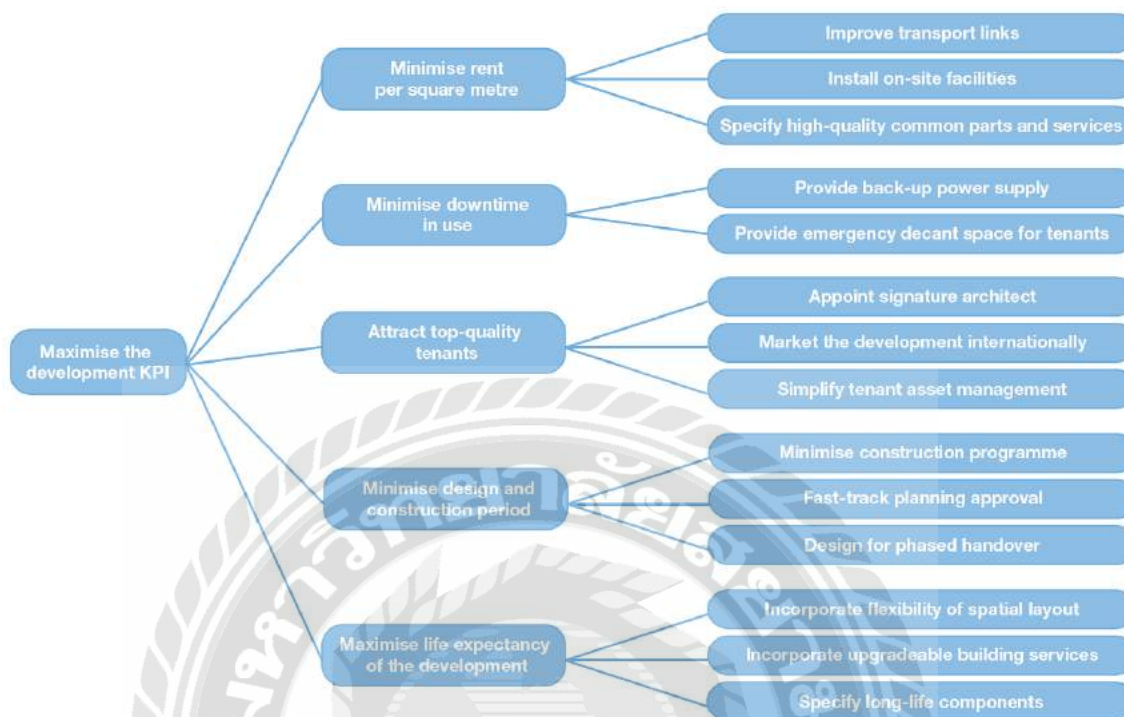 Maximise the
development KPI
Minimise rent
per square metre
Improve transport links
Install on-site facilities
Specify high-quality common parts and services
Minimise downtime
in use
Provide back-up power supply
Provide emergency decant space for tenants
Attract top-quality
tenants
Appoint signature architect
Market the development internationally
Simplify tenant asset management
Minimise design and
construction period
Minimise construction programme
Fast-track planning approval
Design for phased handover
Maximise life expectancy
of the development
Incorporate flexibility of spatial layout
Incorporate upgradeable building services
Specify long-life components